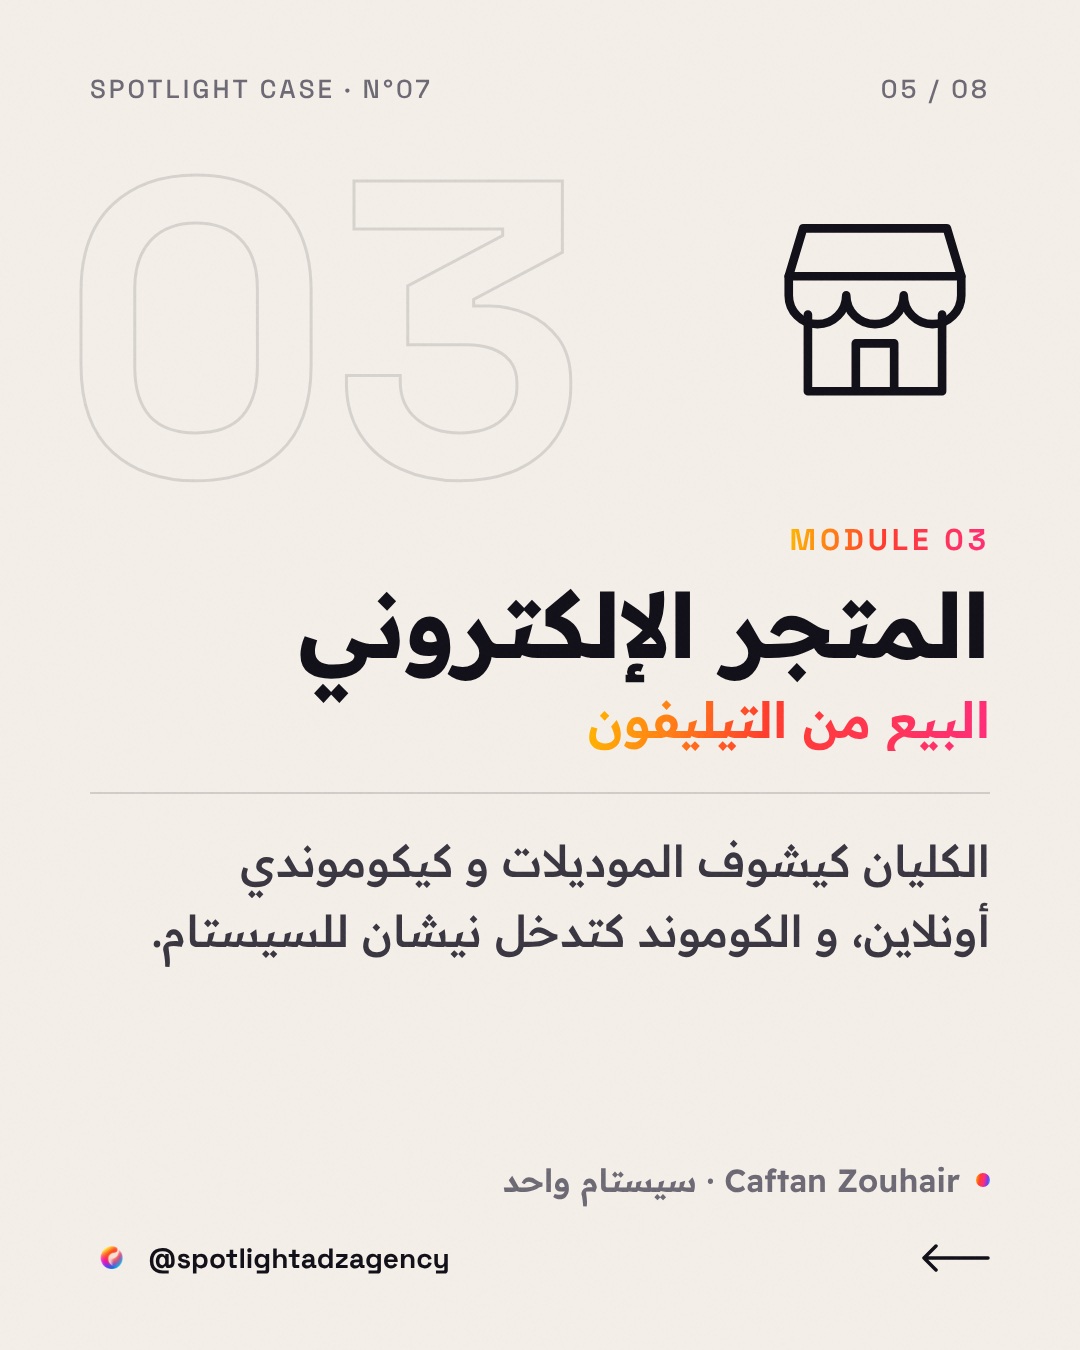 SPOTLIGHT CASE · N°07
05 / 08
03
MODULE 03
المتجر الإلكتروني
البيع من التيليفون
الكليان كيشوف الموديلات و كيكوموندي
أونلاين، و الكوموند كتدخل نيشان للسيستام.
Caftan Zouhair · سيستام واحد
@spotlightadzagency